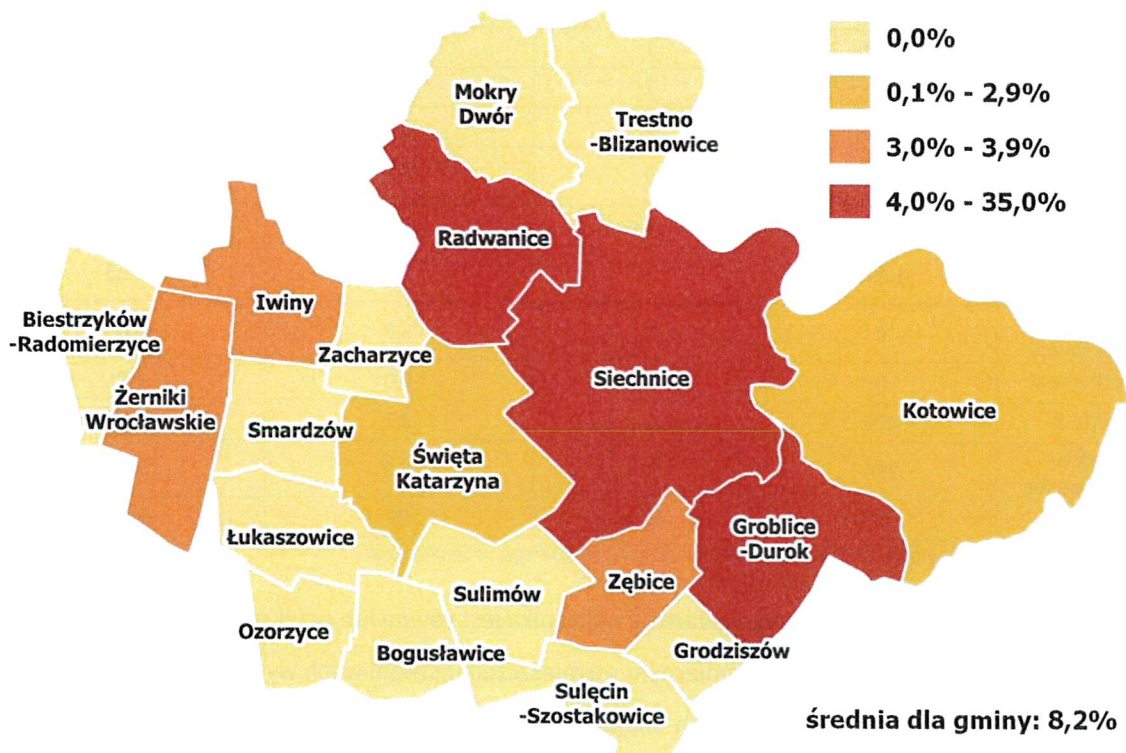 0,0%
0,1% - 2,9%
3,0% - 3,9%
4,0% - 35,0%
Mokry
Dwór
Trestno
-Blizanowice
Radwanice
Iwiny
Biestrzyków
-Radomierzyce
Zacharzyce
Siechnice
Żerniki
Wrocławskie
Kotowice
Smardzów
Święta
Katarzyna
Łukaszowice
Groblice
-Durok
Zębice
Sulimów
Ozorzyce
Bogusławice
Grodziszów
Sulęcin
-Szostakowice
średnia dla gminy: 8,2%